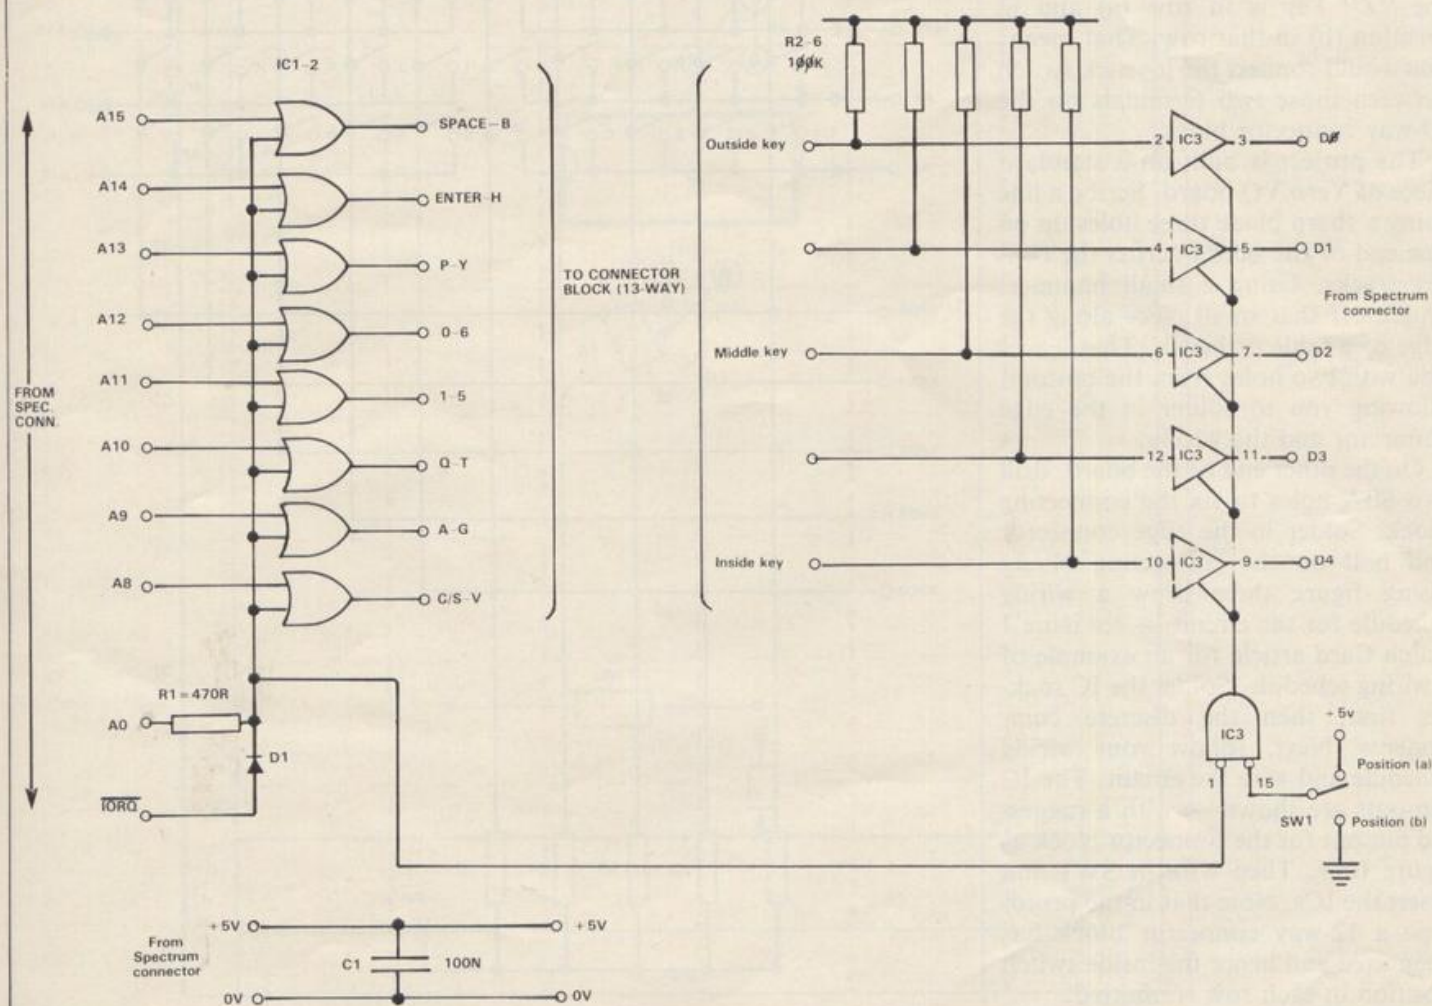 IC1-2
A15
SPACE-B
A14
ENTER-H
A13
P-Y
A12
0-6
A11
1-5
A10
Q-T
A9
A-G
A8
C/S-V
FROM
SPEC.
CONN.
TO CONNECTOR
BLOCK (13-WAY)
R1=470R
A0
D1
IORQ
+5V
+5V
From
Spectrum
connector
C1
100N
0V
0V
R2-6
1øøK
Outside key
2
IC3
3
Dø
4
IC3
5
D1
From Spectrum
connector
Middle key
6
IC3
7
D2
12
IC3
11
D3
Inside key
10
IC3
9
D4
IC3
1
15
+5v
Position (a)
SW1
Position (b)